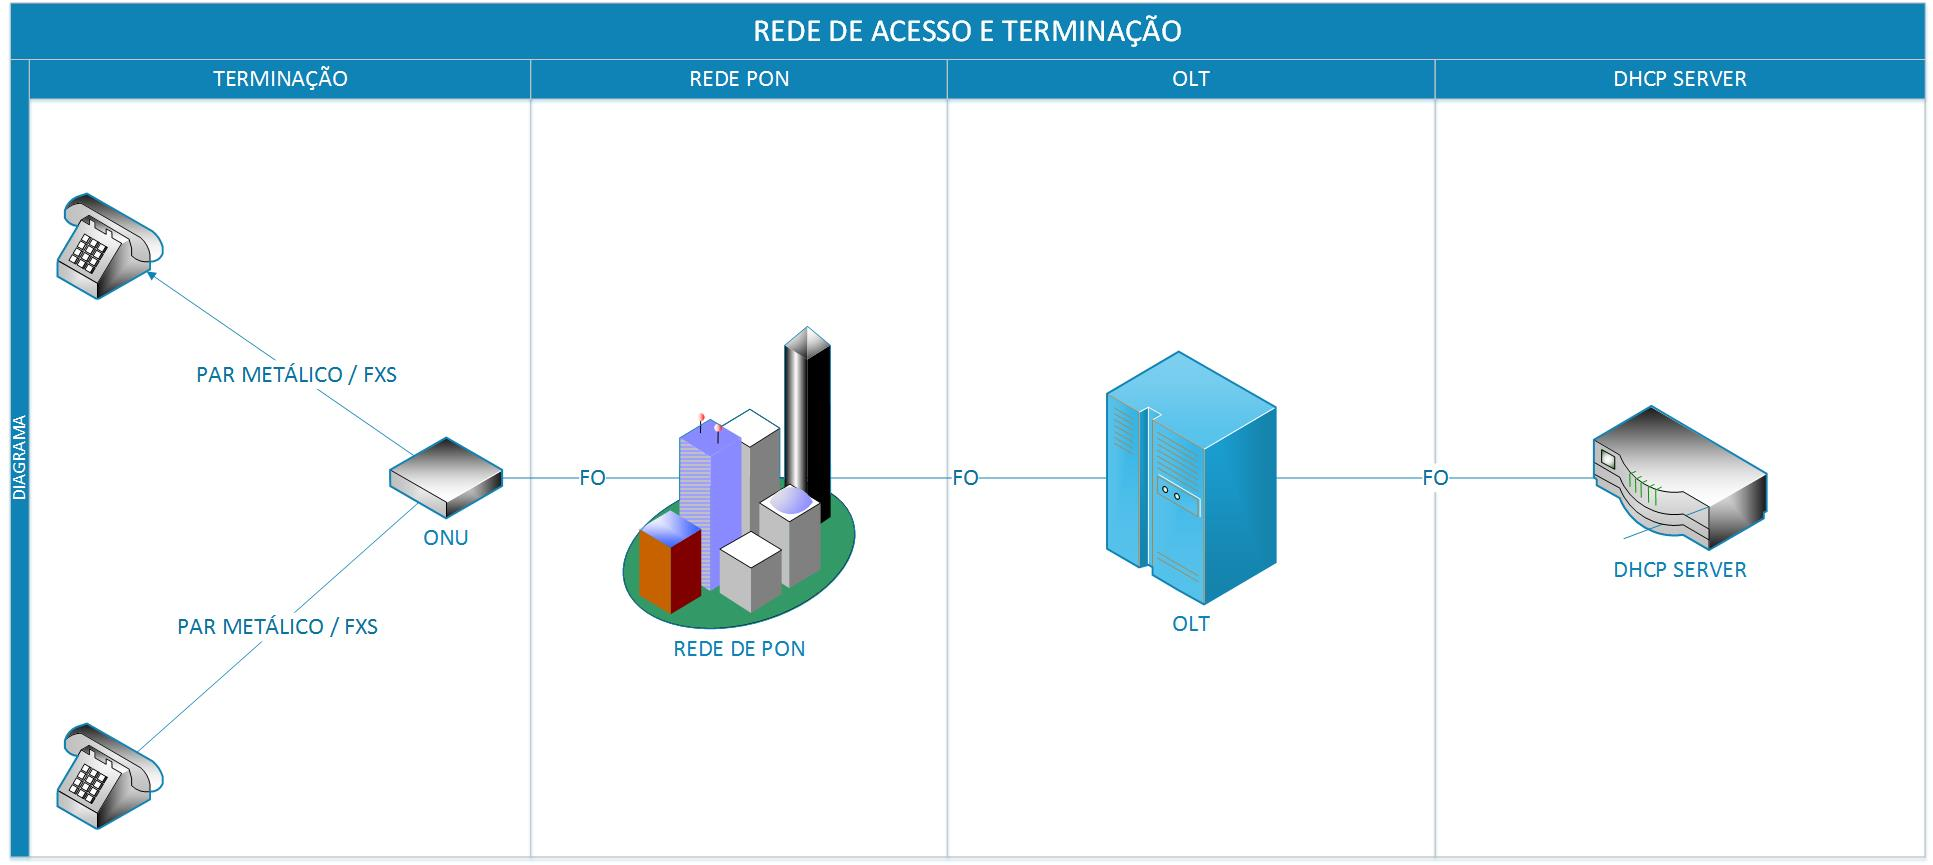 REDE DE ACESSO E TERMINAÇÃO
TERMINAÇÃO
REDE PON
OLT
DHCP SERVER
DIAGRAMA
PAR METÁLICO / FXS
ONU
PAR METÁLICO / FXS
FO
REDE DE PON
FO
OLT
FO
DHCP SERVER